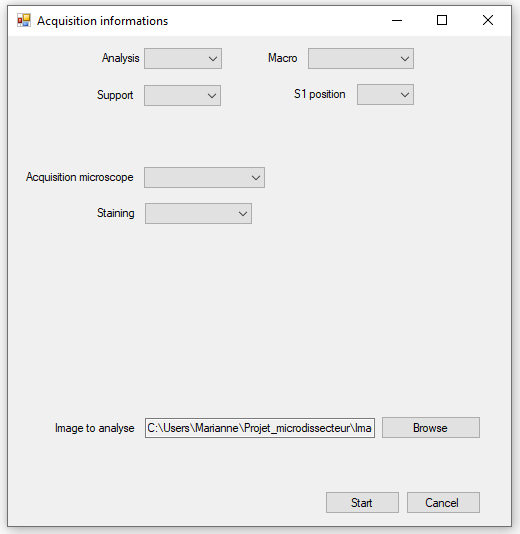 Acquisition informations
Analysis Macro
Support S1 position
Acquisition microscope
Staining
Image to analyse C:\Users\Marianne\Projet_microdissecteur\Ima Browse
Start Cancel